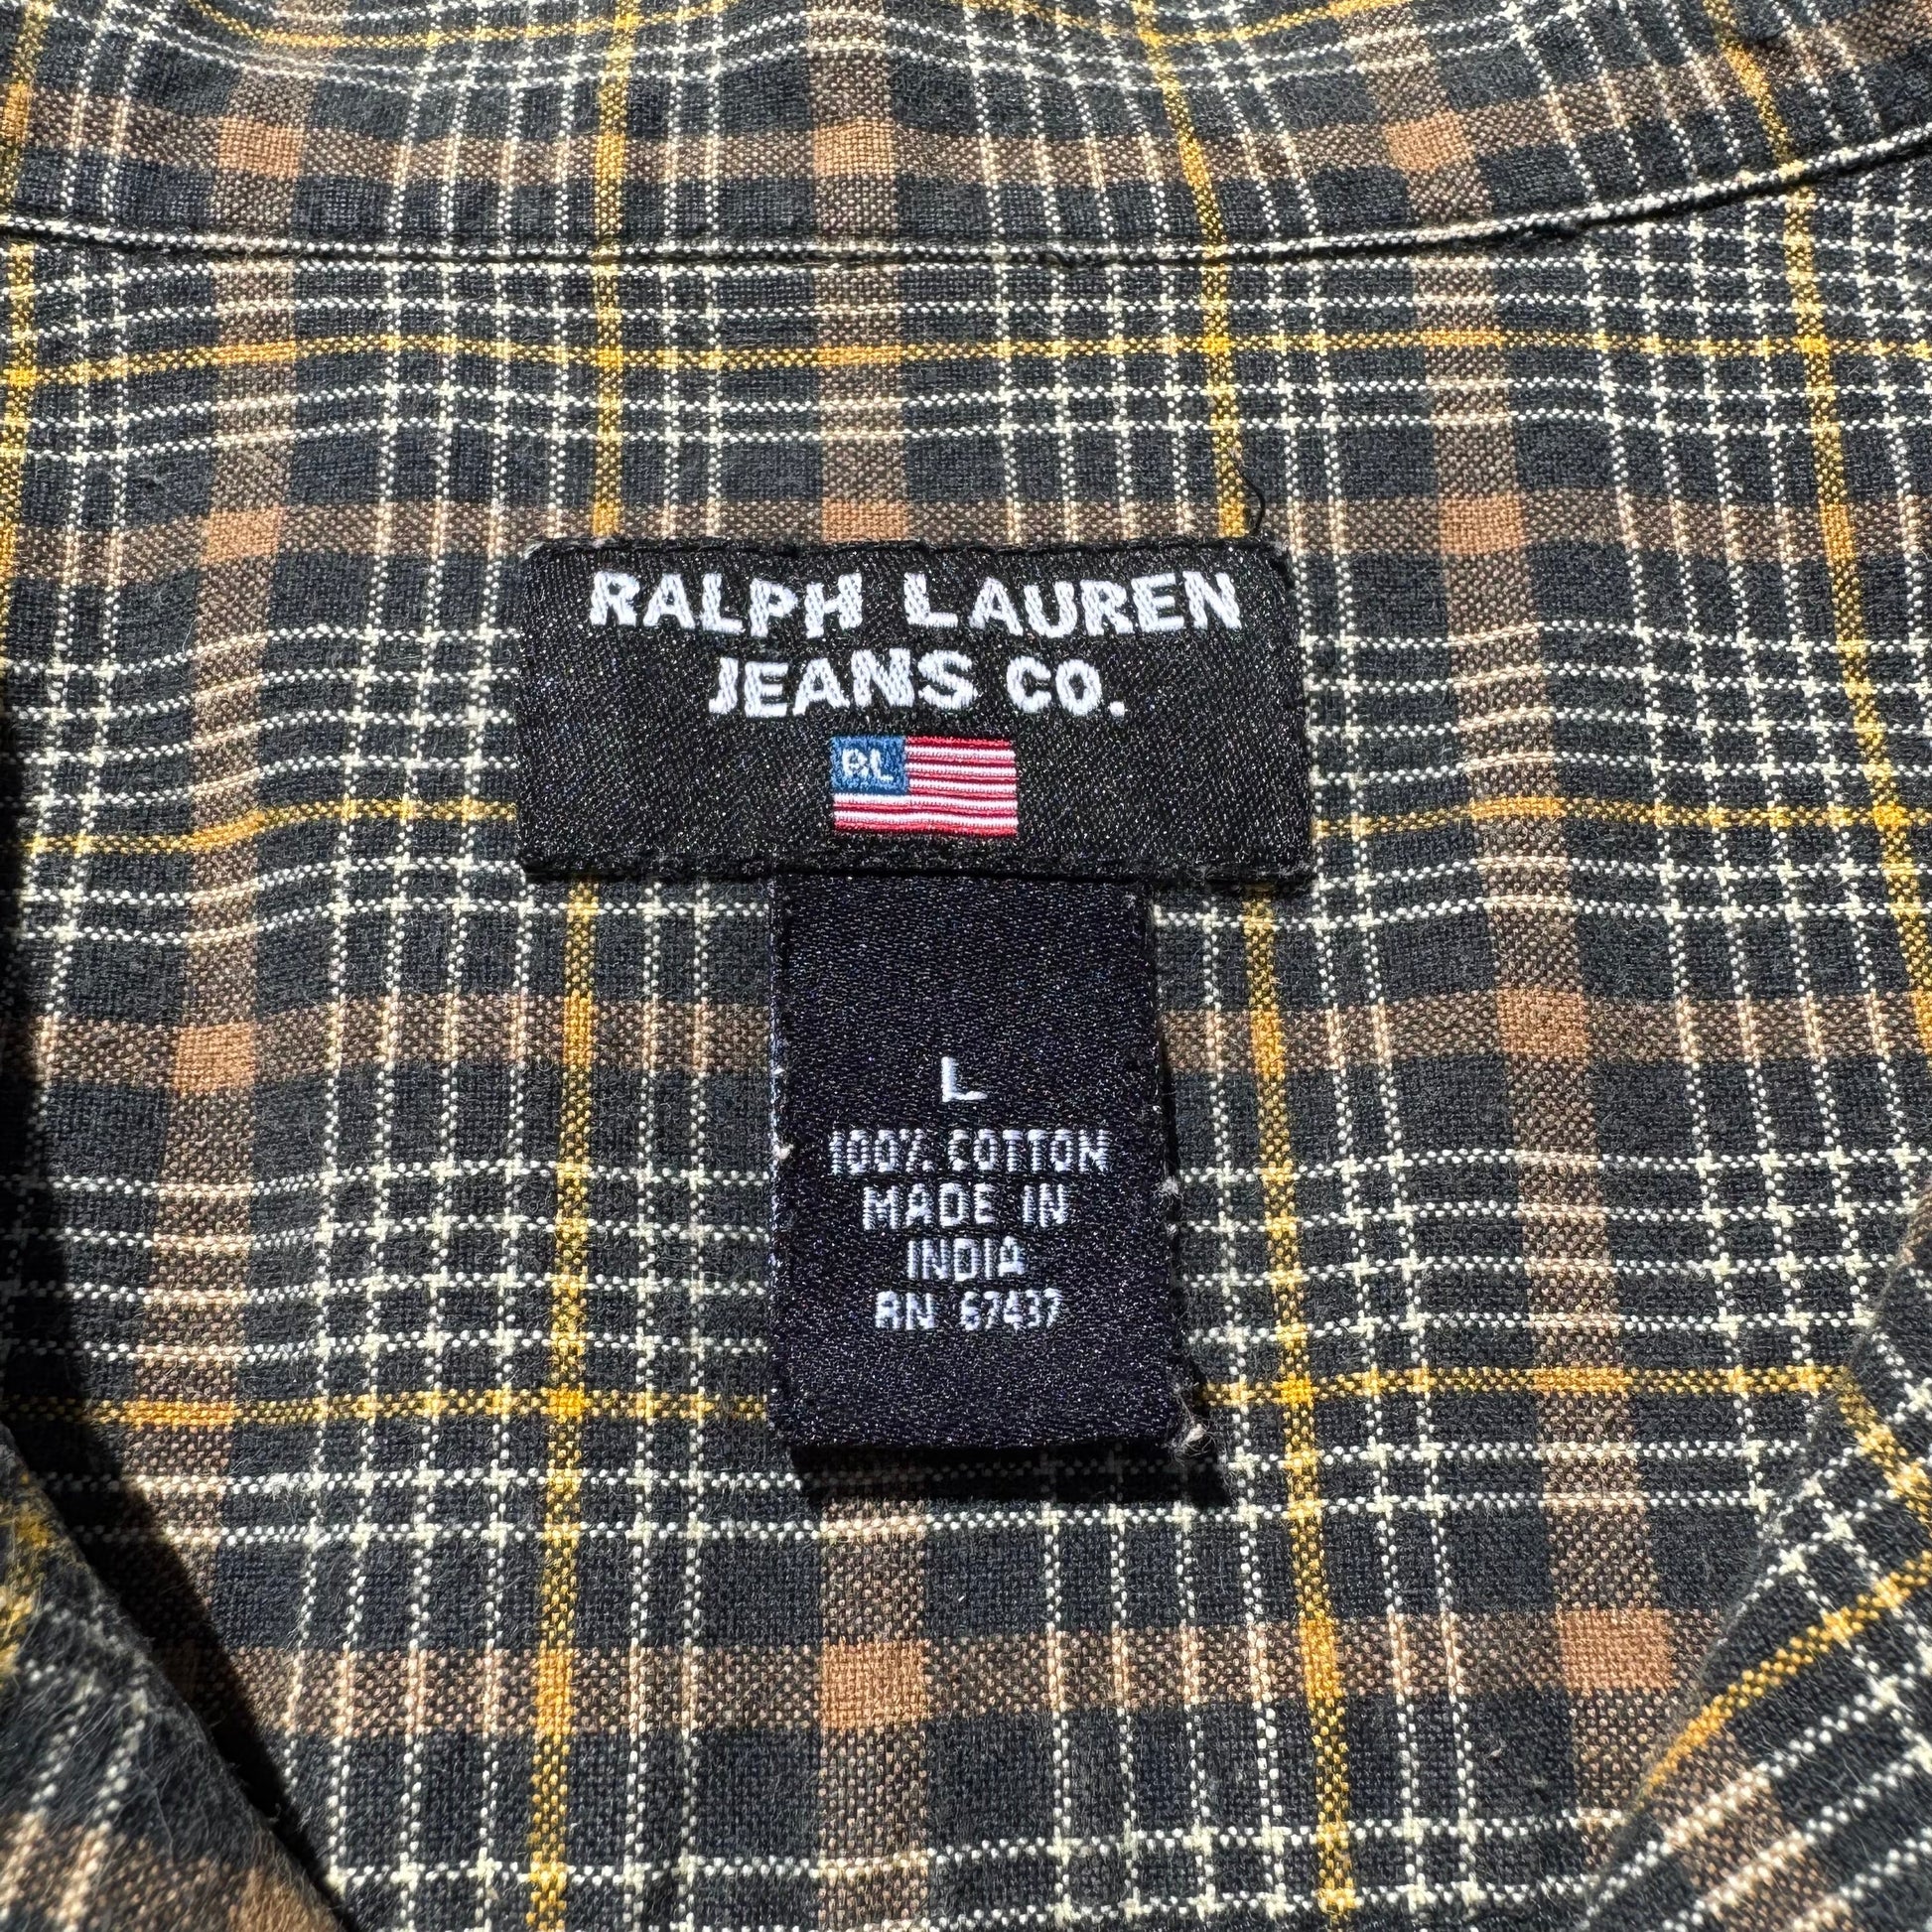 RALPH LAUREN
JEANS CO.
RL
L
100% COTTON
MADE IN
INDIA
RN 67437